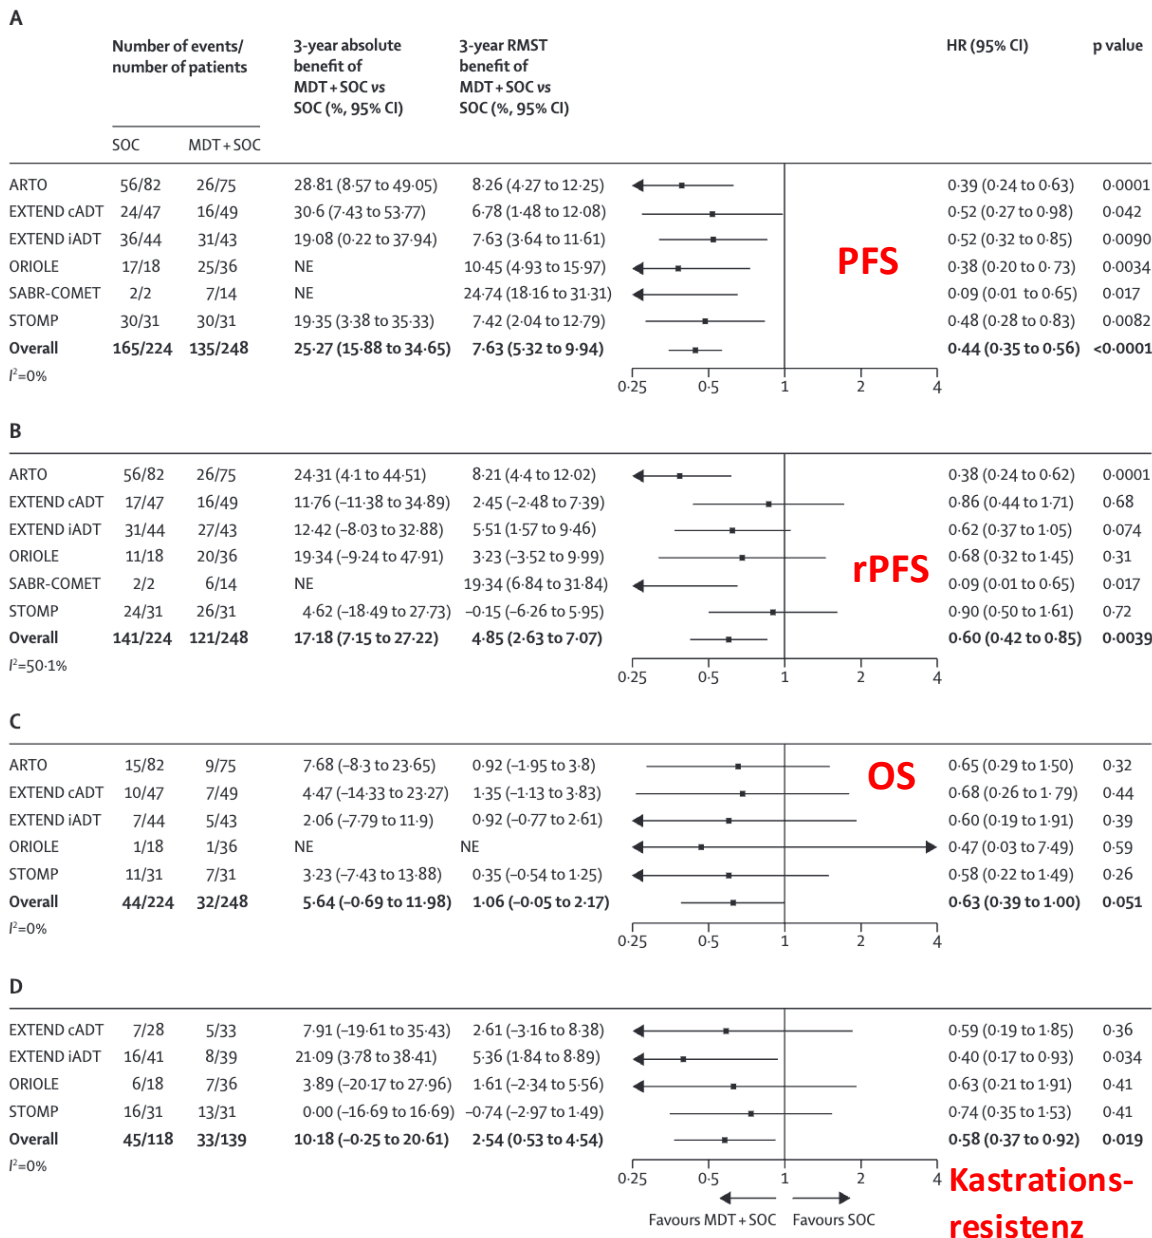 A
Number of events/ number of patients
3-year absolute benefit of MDT + SOC vs SOC (%, 95% CI)
3-year RMST benefit of MDT + SOC vs SOC (%, 95% CI)
HR (95% CI) p value
SOC MDT + SOC
ARTO 56/82 26/75 28·81 (8·57 to 49·05) 8·26 (4·27 to 12·25) 0·39 (0·24 to 0·63) 0·0001
EXTEND cADT 24/47 16/49 30·6 (7·43 to 53·77) 6·78 (1·48 to 12·08) 0·52 (0·27 to 0·98) 0·042
EXTEND iADT 36/44 31/43 19·08 (0·22 to 37·94) 7·63 (3·64 to 11·61) 0·52 (0·32 to 0·85) 0·0090
PFS
ORIOLE 17/18 25/36 NE 10·45 (4·93 to 15·97) 0·38 (0·20 to 0·73) 0·0034
SABR-COMET 2/2 7/14 NE 24·74 (18·16 to 31·31) 0·09 (0·01 to 0·65) 0·017
STOMP 30/31 30/31 19·35 (3·38 to 35·33) 7·42 (2·04 to 12·79) 0·48 (0·28 to 0·83) 0·0082
Overall 165/224 135/248 25·27 (15·88 to 34·65) 7·63 (5·32 to 9·94) 0·44 (0·35 to 0·56) <0·0001
I²=0%
0·25 0·5 1 2 4
B
ARTO 56/82 26/75 24·31 (4·1 to 44·51) 8·21 (4·4 to 12·02) 0·38 (0·24 to 0·62) 0·0001
EXTEND cADT 17/47 16/49 11·76 (–11·38 to 34·89) 2·45 (–2·48 to 7·39) 0·86 (0·44 to 1·71) 0·68
EXTEND iADT 31/44 27/43 12·42 (–8·03 to 32·88) 5·51 (1·57 to 9·46) 0·62 (0·37 to 1·05) 0·074
ORIOLE 11/18 20/36 19·34 (–9·24 to 47·91) 3·23 (–3·52 to 9·99) 0·68 (0·32 to 1·45) 0·31
rPFS
SABR-COMET 2/2 6/14 NE 19·34 (6·84 to 31·84) 0·09 (0·01 to 0·65) 0·017
STOMP 24/31 26/31 4·62 (–18·49 to 27·73) –0·15 (–6·26 to 5·95) 0·90 (0·50 to 1·61) 0·72
Overall 141/224 121/248 17·18 (7·15 to 27·22) 4·85 (2·63 to 7·07) 0·60 (0·42 to 0·85) 0·0039
I²=50·1%
0·25 0·5 1 2 4
C
ARTO 15/82 9/75 7·68 (–8·3 to 23·65) 0·92 (–1·95 to 3·8) 0·65 (0·29 to 1·50) 0·32
OS
EXTEND cADT 10/47 7/49 4·47 (–14·33 to 23·27) 1·35 (–1·13 to 3·83) 0·68 (0·26 to 1·79) 0·44
EXTEND iADT 7/44 5/43 2·06 (–7·79 to 11·9) 0·92 (–0·77 to 2·61) 0·60 (0·19 to 1·91) 0·39
ORIOLE 1/18 1/36 NE NE 0·47 (0·03 to 7·49) 0·59
STOMP 11/31 7/31 3·23 (–7·43 to 13·88) 0·35 (–0·54 to 1·25) 0·58 (0·22 to 1·49) 0·26
Overall 44/224 32/248 5·64 (–0·69 to 11·98) 1·06 (–0·05 to 2·17) 0·63 (0·39 to 1·00) 0·051
I²=0%
0·25 0·5 1 2 4
D
EXTEND cADT 7/28 5/33 7·91 (–19·61 to 35·43) 2·61 (–3·16 to 8·38) 0·59 (0·19 to 1·85) 0·36
EXTEND iADT 16/41 8/39 21·09 (3·78 to 38·41) 5·36 (1·84 to 8·89) 0·40 (0·17 to 0·93) 0·034
ORIOLE 6/18 7/36 3·89 (–20·17 to 27·96) 1·61 (–2·34 to 5·56) 0·63 (0·21 to 1·91) 0·41
STOMP 16/31 13/31 0·00 (–16·69 to 16·69) –0·74 (–2·97 to 1·49) 0·74 (0·35 to 1·53) 0·41
Overall 45/118 33/139 10·18 (–0·25 to 20·61) 2·54 (0·53 to 4·54) 0·58 (0·37 to 0·92) 0·019
I²=0%
0·25 0·5 1 2 4
Favours MDT + SOC Favours SOC
Kastrations-
resistenz